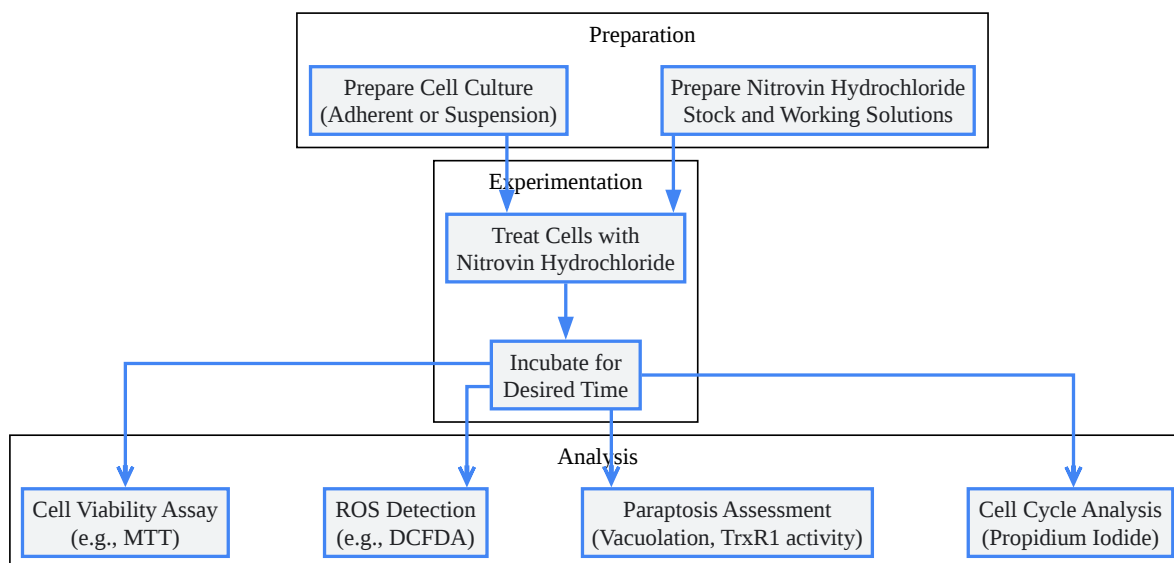 Preparation
Prepare Cell Culture
(Adherent or Suspension)
Prepare Nitrovin Hydrochloride
Stock and Working Solutions
Experimentation
Treat Cells with
Nitrovin Hydrochloride
Incubate for
Desired Time
Analysis
Cell Viability Assay
(e.g., MTT)
ROS Detection
(e.g., DCFDA)
Paraptosis Assessment
(Vacuolation, TrxR1 activity)
Cell Cycle Analysis
(Propidium Iodide)